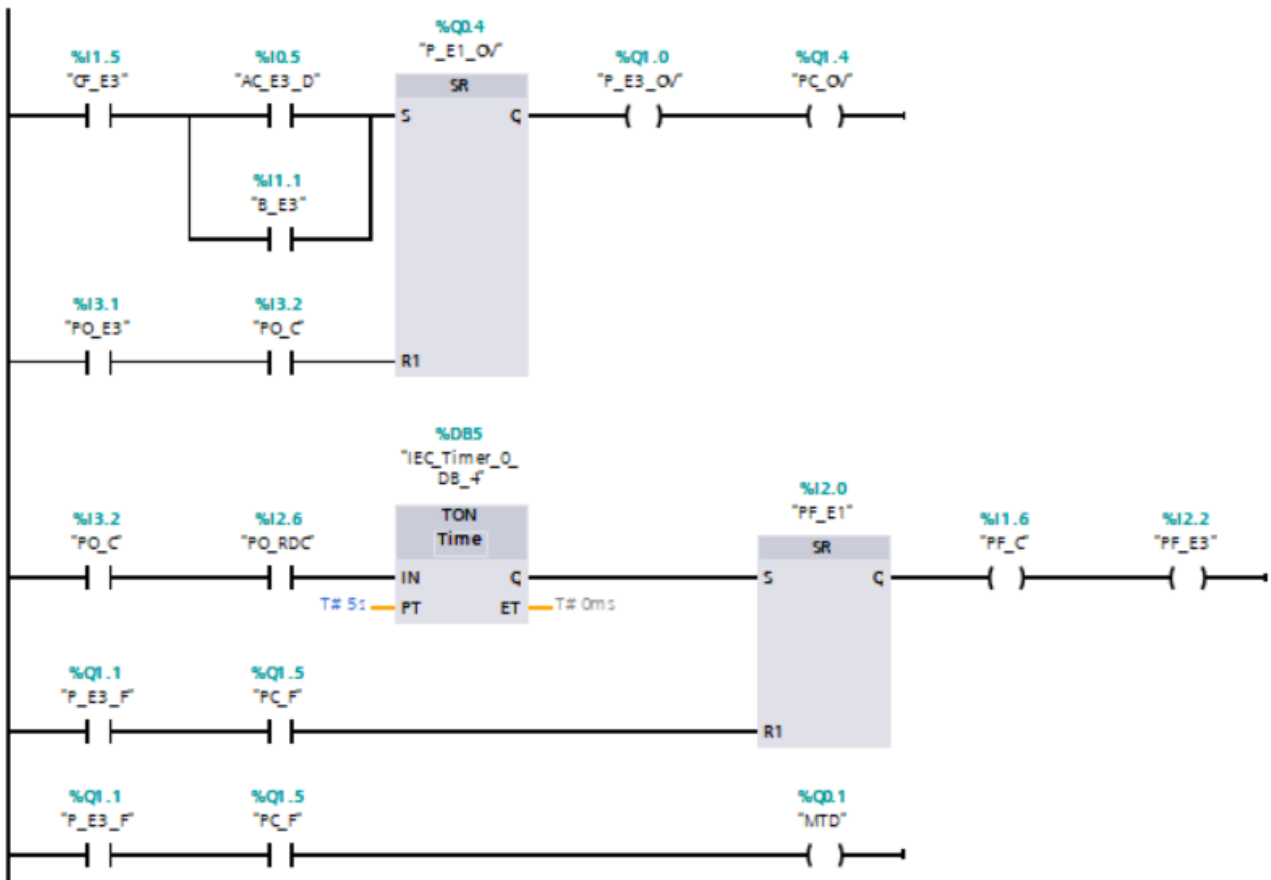 %Q0.4
%I1.5 %I0.5 "P_E1_OV" %Q1.0 %Q1.4
"CF_E3" "AC_E3_D" SR "P_E3_OV" "PC_OV"
S Q
%I1.1
"B_E3"
%I3.1 %I3.2
"PO_E3" "PO_C"
R1
%DB5
"IEC_Timer_0_
DB_4"
%I2.0
%I3.2 %I2.6 TON "PF_E1" %I1.6 %I2.2
"PO_C" "PO_RDC" Time SR "PF_C" "PF_E3"
IN Q S Q
T# 5s PT ET T# 0ms
%Q1.1 %Q1.5
"P_E3_F" "PC_F"
R1
%Q1.1 %Q1.5 %Q0.1
"P_E3_F" "PC_F" "MTD"